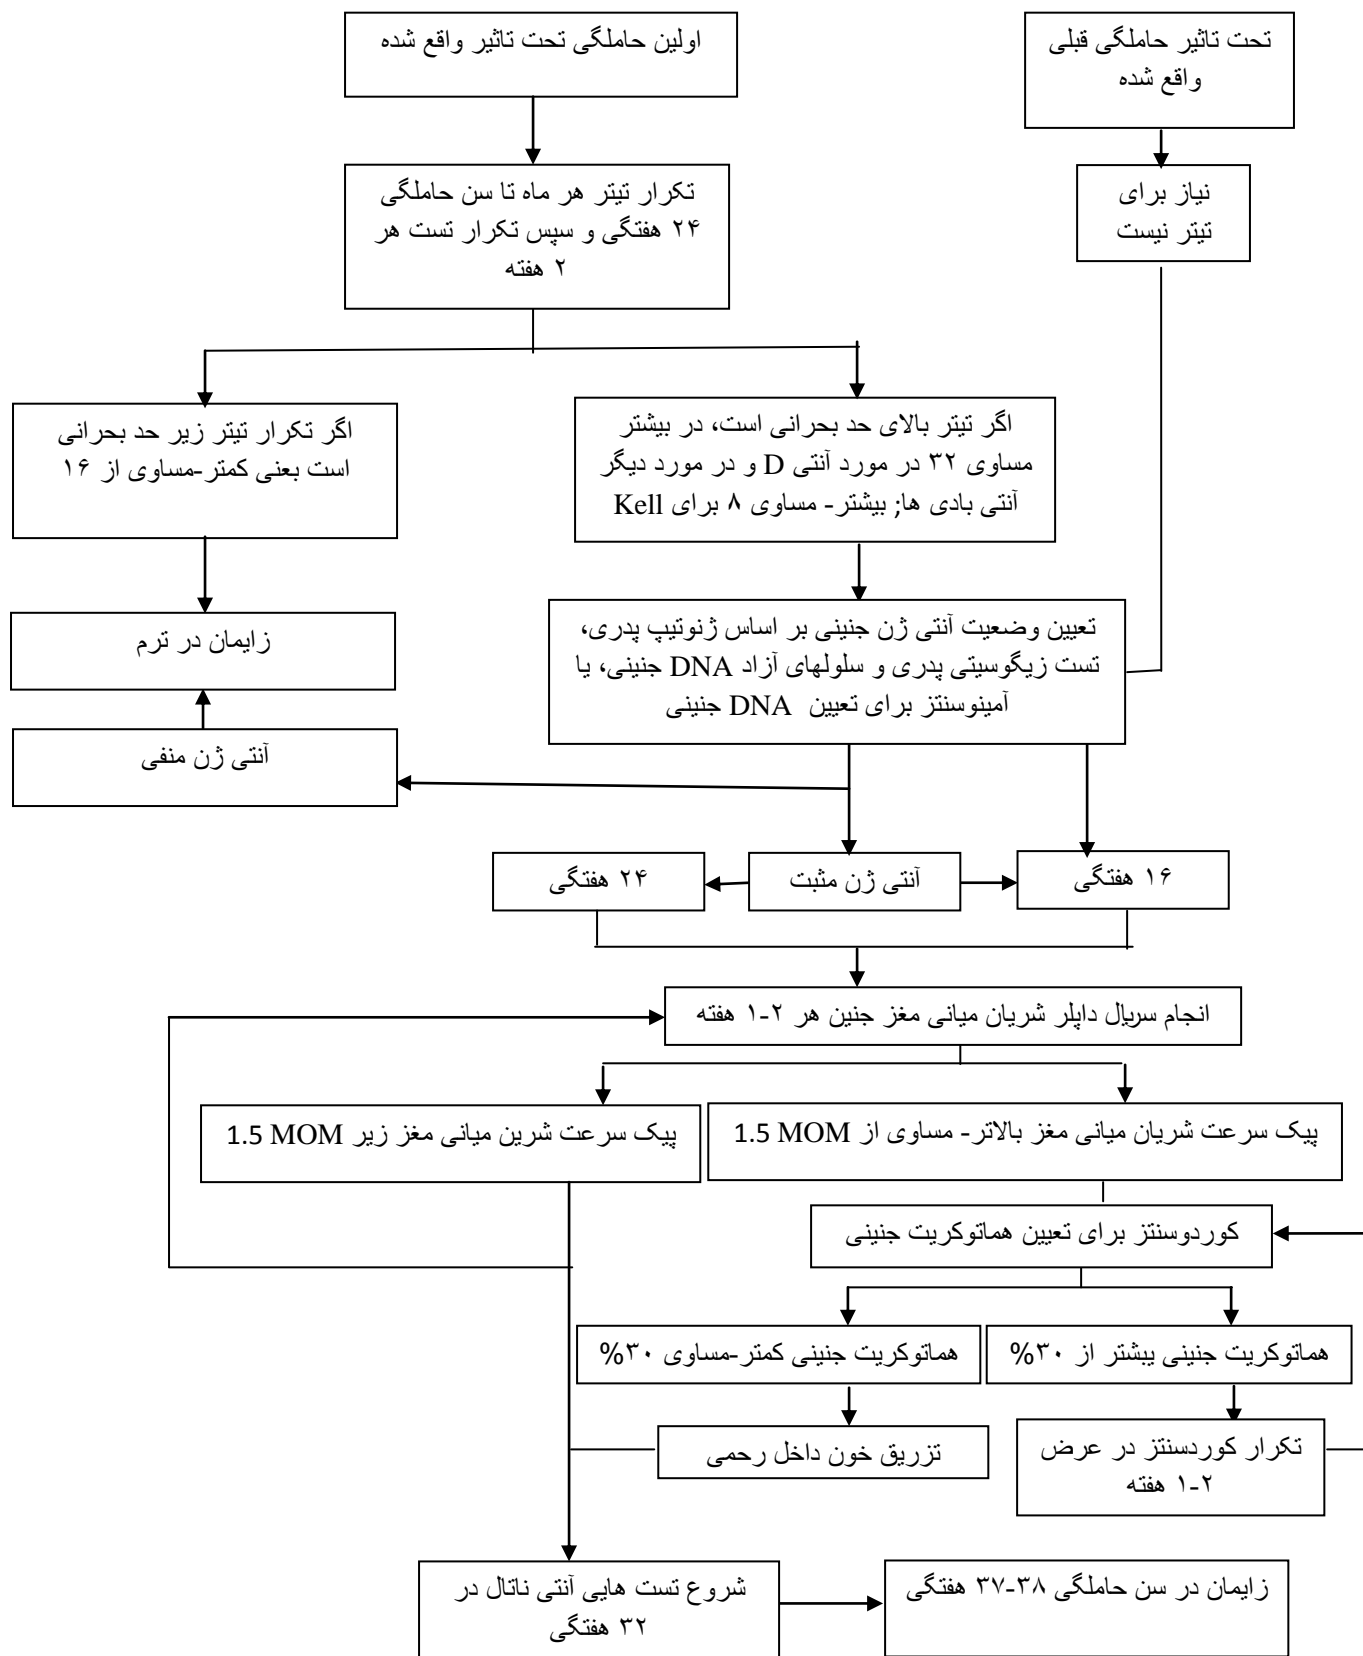 اولین حاملگی تحت تاثیر واقع شده
تحت تاثیر حاملگی قبلی
واقع شده
تکرار تیتر هر ماه تا سن حاملگی
۲۴ هفتگی و سپس تکرار تست هر
۲ هفته
نیاز برای
تیتر نیست
اگر تکرار تیتر زیر حد بحرانی
است بعنی کمتر-مساوی از ۱۶
اگر تیتر بالای حد بحرانی است، در بیشتر
مساوی ۳۲ در مورد آنتی D و در مورد دیگر
آنتی بادی ها; بیشتر- مساوی ۸ برای Kell
زایمان در ترم
تعیین وضعیت آنتی ژن جنینی بر اساس ژنوتیپ پدری،
تست زیگوسیتی پدری و سلولهای آزاد DNA جنینی، یا
آمینوسنتز برای تعیین DNA جنینی
آنتی ژن منفی
۲۴ هفتگی
آنتی ژن مثبت
۱۶ هفتگی
انجام سریال داپلر شریان میانی مغز جنین هر ۲-۱ هفته
پیک سرعت شرین میانی مغز زیر 1.5 MOM
پیک سرعت شریان میانی مغز بالاتر- مساوی از 1.5 MOM
کوردوسنتز برای تعیین هماتوکریت جنینی
هماتوکریت جنینی کمتر-مساوی ۳۰%
هماتوکریت جنینی بیشتر از ۳۰%
تزریق خون داخل رحمی
تکرار کوردسنتز در عرض
۲-۱ هفته
شروع تست هایی آنتی ناتال در
۳۲ هفتگی
زایمان در سن حاملگی ۳۸-۳۷ هفتگی